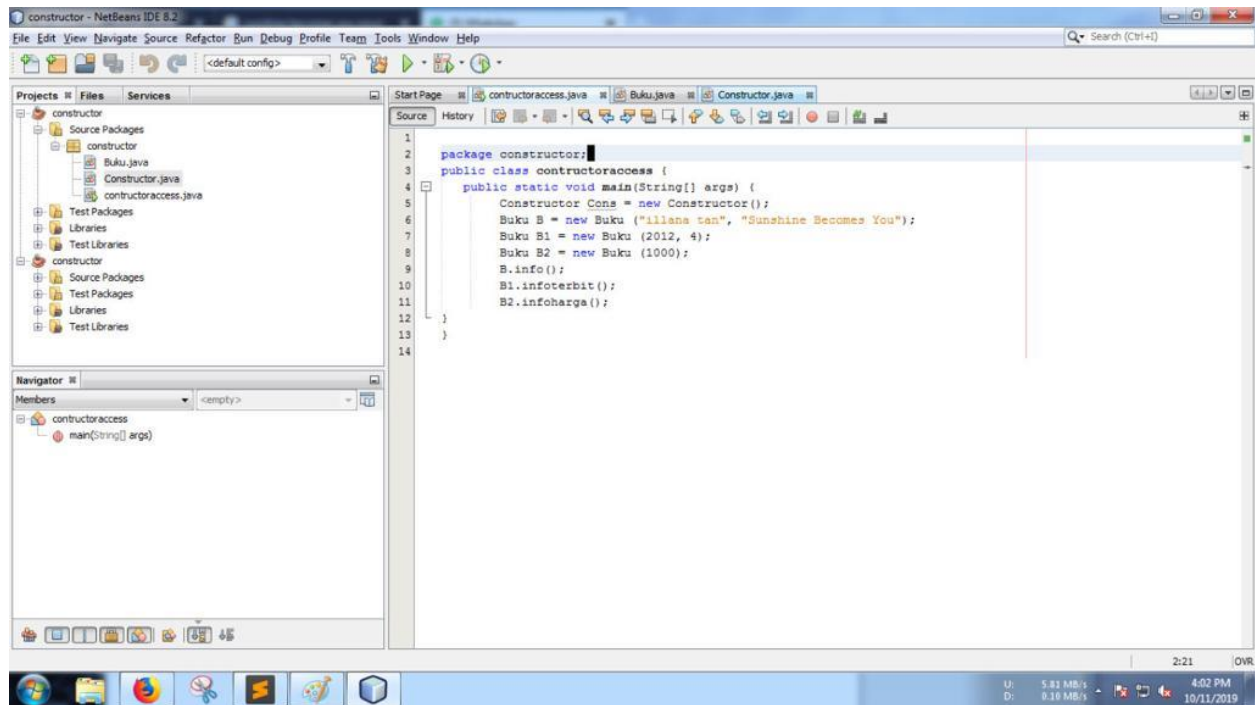 constructor - NetBeans IDE 8.2
File Edit View Navigate Source Refactor Run Debug Profile Team Tools Window Help
Search (Ctrl+I)
<default config>
Projects Files Services
constructor
Source Packages
constructor
Buku.java
Constructor.java
contructoraccess.java
Test Packages
Libraries
Test Libraries
constructor
Source Packages
Test Packages
Libraries
Test Libraries
Navigator
Members <empty>
contructoraccess
main(String[] args)
Start Page contructoraccess.java Buku.java Constructor.java
Source History
1
2 package constructor;
3 public class contructoraccess {
4 public static void main(String[] args) {
5 Constructor Cons = new Constructor();
6 Buku B = new Buku ("illana tan", "Sunshine Becomes You");
7 Buku B1 = new Buku (2012, 4);
8 Buku B2 = new Buku (1000);
9 B.info();
10 B1.infoterbit();
11 B2.infoharga();
12 }
13 }
14
2:21 OVR
U: 5.81 MB/s
D: 0.10 MB/s
4:02 PM
10/11/2019